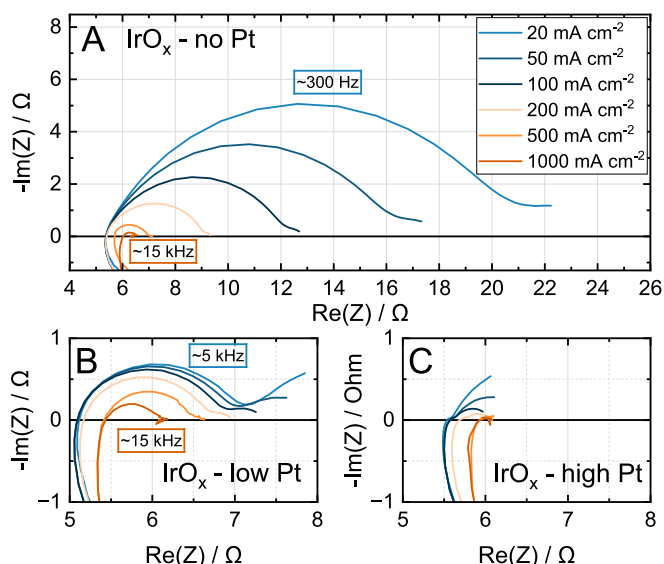 A IrOₓ - no Pt
8
6
4
2
0
-Im(Z) / Ω
~300 Hz
~15 kHz
20 mA cm⁻²
50 mA cm⁻²
100 mA cm⁻²
200 mA cm⁻²
500 mA cm⁻²
1000 mA cm⁻²
4 6 8 10 12 14 16 18 20 22 24 26
Re(Z) / Ω
B
1
0
−1
-Im(Z) / Ω
~5 kHz
~15 kHz
IrOₓ - low Pt
5 6 7 8
Re(Z) / Ω
C
1
0
−1
-Im(Z) / Ohm
IrOₓ - high Pt
5 6 7 8
Re(Z) / Ω